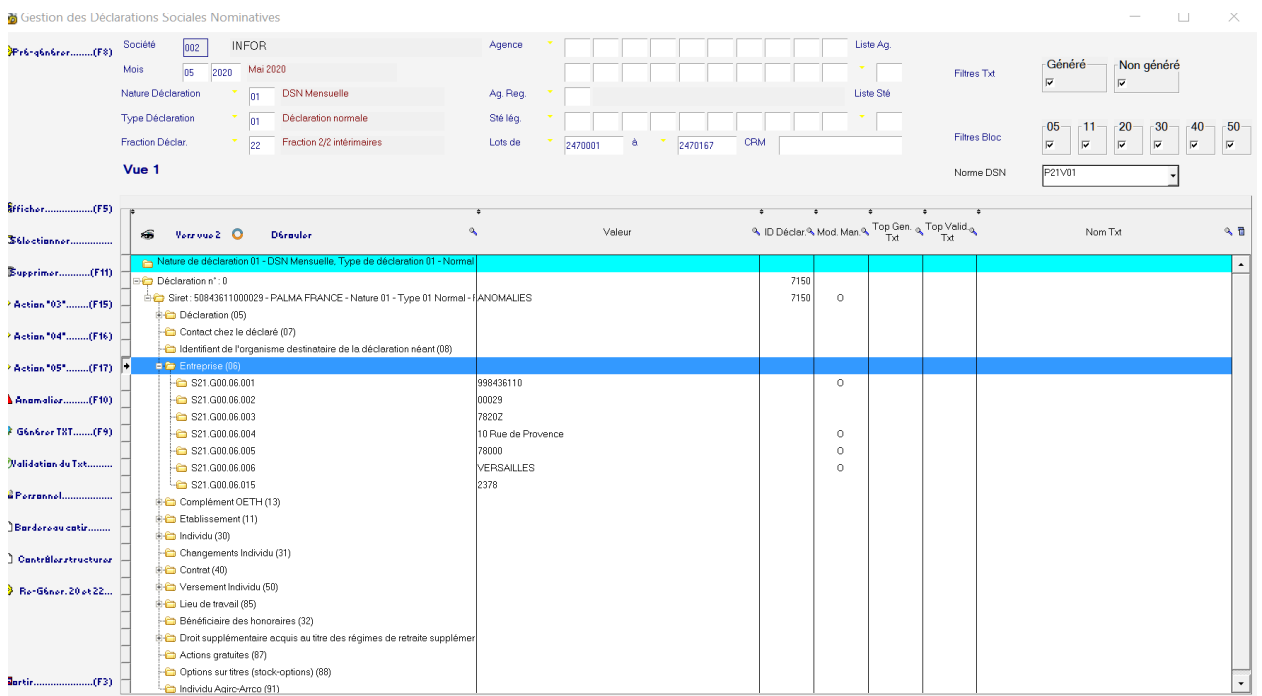 Gestion des Déclarations Sociales Nominatives
Pré-générer........(F8)
Société 002 INFOR Agence Liste Ag.
Mois 05 2020 Mai 2020 Filtres Txt Généré Non généré
Nature Déclaration 01 DSN Mensuelle Ag. Reg. Liste Sté
Type Déclaration 01 Déclaration normale Sté lég.
Fraction Déclar. 22 Fraction 2/2 intérimaires Lots de 2470001 à 2470167 CRM Filtres Bloc 05 11 20 30 40 50
Vue 1 Norme DSN P21V01
Afficher................(F5)
Sélectionner..............
Supprimer..........(F11)
Action "03"........(F15)
Action "04"........(F16)
Action "05"........(F17)
Anomalies.........(F10)
Générer TXT.......(F9)
Validation du Txt.........
Personnel.................
Bordereau cotis........
Contrôles structures
Re-Géner. 20 et 22...
Sortir.....................(F3)
Vers vue 2 Dérouler Valeur ID Déclar. Mod. Man. Top Gen. Txt Top Valid. Txt Nom Txt
Nature de déclaration 01 - DSN Mensuelle, Type de déclaration 01 - Normal
Déclaration n° : 0 7150
Siret : 50843611000029 - PALMA FRANCE - Nature 01 - Type 01 Normal - F ANOMALIES 7150 O
Déclaration (05)
Contact chez le déclaré (07)
Identifiant de l'organisme destinataire de la déclaration néant (08)
Entreprise (06)
S21.G00.06.001 998436110 O
S21.G00.06.002 00029
S21.G00.06.003 7820Z
S21.G00.06.004 10 Rue de Provence O
S21.G00.06.005 78000 O
S21.G00.06.006 VERSAILLES O
S21.G00.06.015 2378
Complément OETH (13)
Etablissement (11)
Individu (30)
Changements Individu (31)
Contrat (40)
Versement Individu (50)
Lieu de travail (85)
Bénéficiaire des honoraires (32)
Droit supplémentaire acquis au titre des régimes de retraite supplémer
Actions gratuites (87)
Options sur titres (stock-options) (88)
Individu Agirc-Arrco (91)